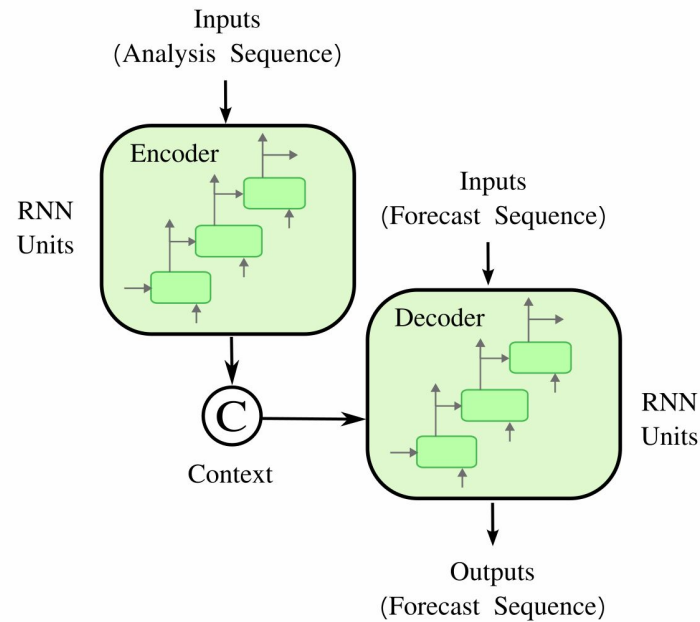 Inputs
(Analysis Sequence)
Encoder
RNN
Units
Inputs
(Forecast Sequence)
Decoder
RNN
Units
C
Context
Outputs
(Forecast Sequence)